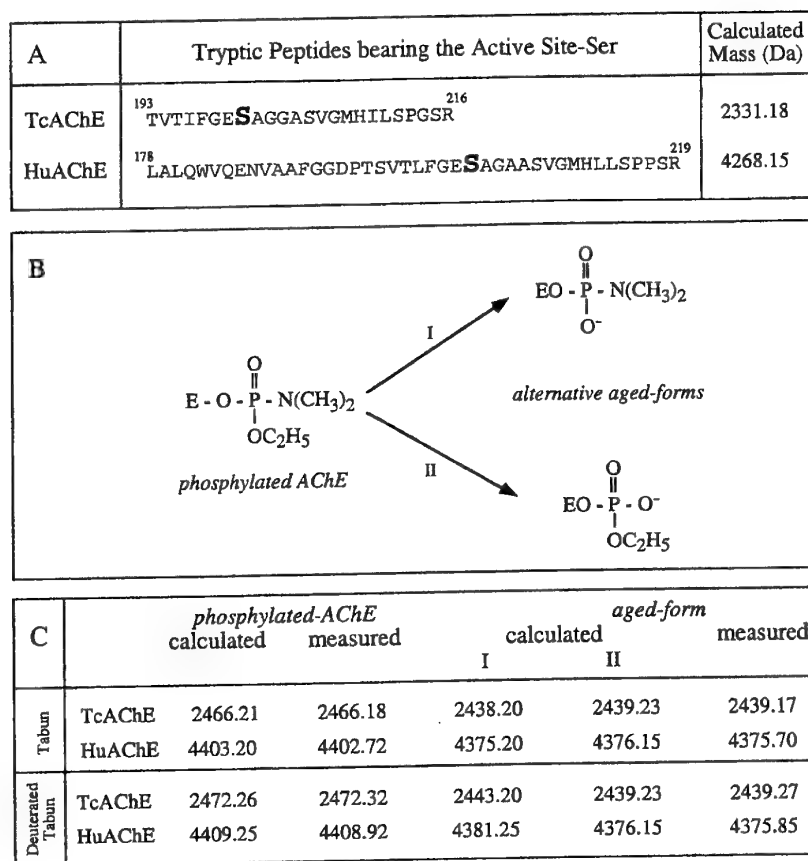 A
Tryptic Peptides bearing the Active Site-Ser
Calculated
Mass (Da)
TcAChE
193 TVTIFGESAGGASVGMHILSPGSR 216
2331.18
HuAChE
178 LALQWVQENVAAFGGDPTSVTLFGESAGAASVGMHLLSPPSR 219
4268.15
B
O
E - O - P - N(CH3)2
OC2H5
phosphylated AChE
I
II
O
EO - P - N(CH3)2
O-
alternative aged-forms
O
EO - P - O-
OC2H5
C
phosphylated-AChE aged-form
calculated measured calculated measured
I II
Tabun
TcAChE 2466.21 2466.18 2438.20 2439.23 2439.17
HuAChE 4403.20 4402.72 4375.20 4376.15 4375.70
Deuterated
Tabun
TcAChE 2472.26 2472.32 2443.20 2439.23 2439.27
HuAChE 4409.25 4408.92 4381.25 4376.15 4375.85